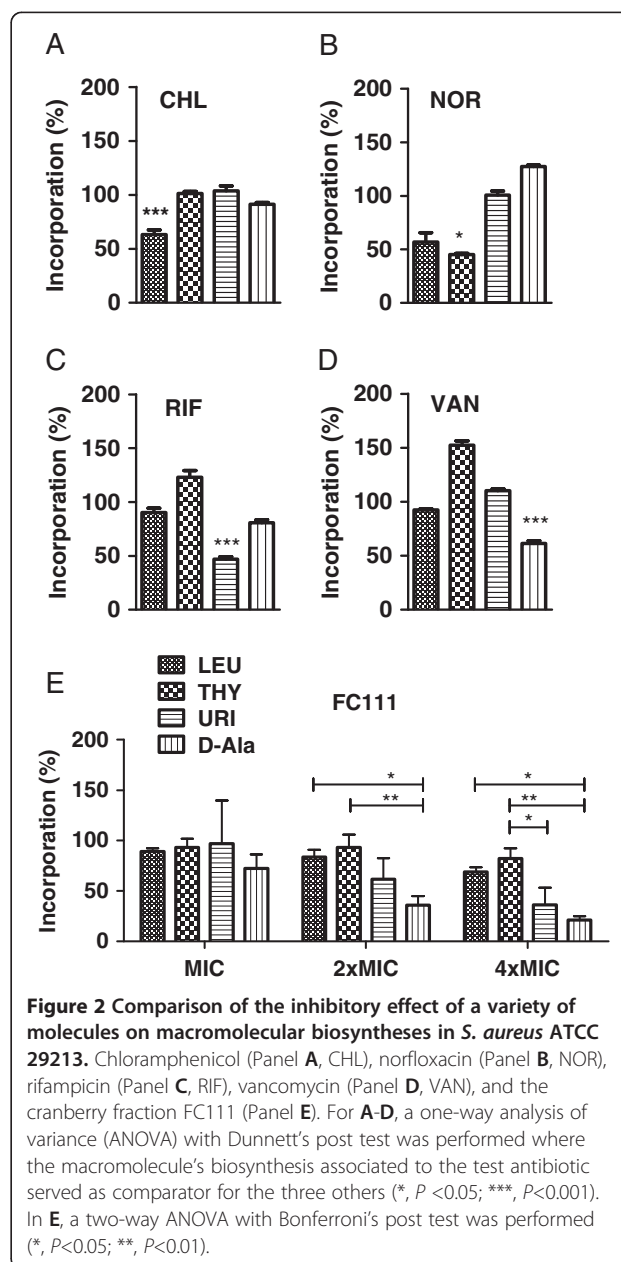 A
B
200
CHL
150
100
***
50
0
Incorporation (%)
200
NOR
150
100
*
50
0
Incorporation (%)
C
D
200
RIF
150
100
***
50
0
Incorporation (%)
200
VAN
150
100
***
50
0
Incorporation (%)
E
LEU
THY
URI
D-Ala
FC111
200
150
100
50
0
Incorporation (%)
*
**
*
**
*
MIC 2xMIC 4xMIC
Figure 2 Comparison of the inhibitory effect of a variety of
molecules on macromolecular biosyntheses in S. aureus ATCC
29213. Chloramphenicol (Panel A, CHL), norfloxacin (Panel B, NOR),
rifampicin (Panel C, RIF), vancomycin (Panel D, VAN), and the
cranberry fraction FC111 (Panel E). For A-D, a one-way analysis of
variance (ANOVA) with Dunnett's post test was performed where
the macromolecule's biosynthesis associated to the test antibiotic
served as comparator for the three others (*, P <0.05; ***, P<0.001).
In E, a two-way ANOVA with Bonferroni's post test was performed
(*, P<0.05; **, P<0.01).